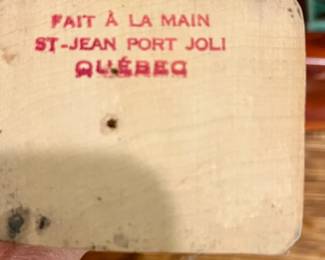 FAIT À LA MAIN
ST-JEAN PORT JOLI
QUÉBEC